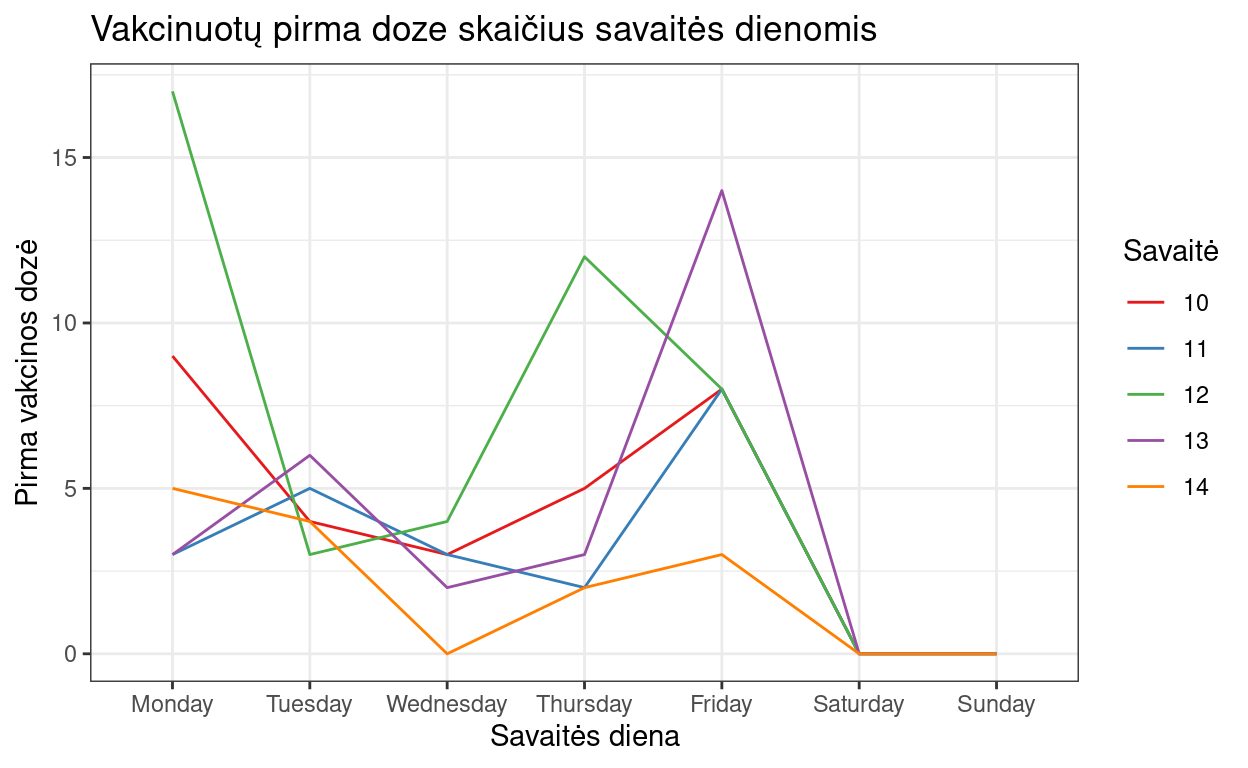 Vakcinuotų pirma doze skaičius savaitės dienomis
Pirma vakcinos dozė
15
10
5
0
Monday Tuesday Wednesday Thursday Friday Saturday Sunday
Savaitės diena
Savaitė
10
11
12
13
14